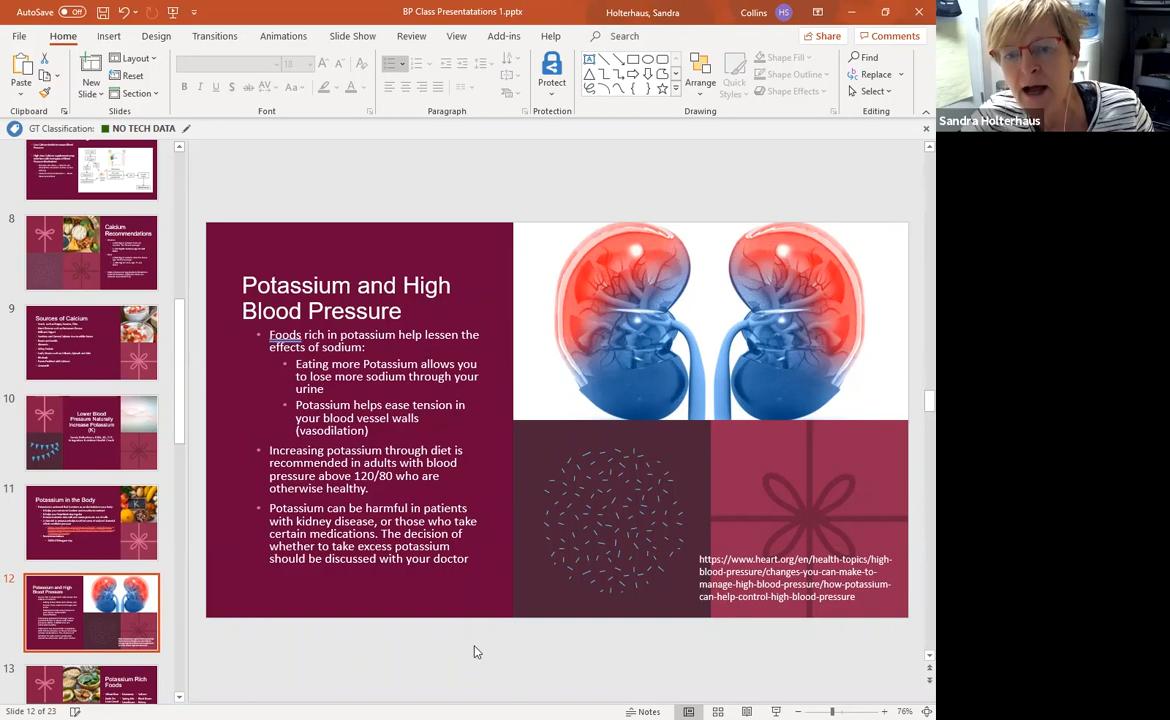 AutoSave Off
BP Class Presentatations 1.pptx
Holterhaus, Sandra
Collins HS
File Home Insert Design Transitions Animations Slide Show Review View Add-ins Help Search
Share Comments
Paste
Clipboard
New
Slide
Layout
Reset
Section
Slides
18
Font
Paragraph
Arrange
Quick
Styles
Shape Fill
Shape Outline
Shape Effects
Drawing
Protect
Protection
Find
Replace
Select
Editing
GT Classification: NO TECH DATA
Sandra Holterhaus
8
Calcium
Recommendations
9
Sources of Calcium
10
Lower Blood
Pressure Naturally
Increase Potassium
(K)
11
Potassium in the Body
12
Potassium and High
Blood Pressure
13
Potassium Rich
Foods
Potassium and High
Blood Pressure
• Foods rich in potassium help lessen the
effects of sodium:
• Eating more Potassium allows you
to lose more sodium through your
urine
• Potassium helps ease tension in
your blood vessel walls
(vasodilation)
• Increasing potassium through diet is
recommended in adults with blood
pressure above 120/80 who are
otherwise healthy.
• Potassium can be harmful in patients
with kidney disease, or those who take
certain medications. The decision of
whether to take excess potassium
should be discussed with your doctor
https://www.heart.org/en/health-topics/high-
blood-pressure/changes-you-can-make-to-
manage-high-blood-pressure/how-potassium-
can-help-control-high-blood-pressure
Slide 12 of 23
Notes
76%